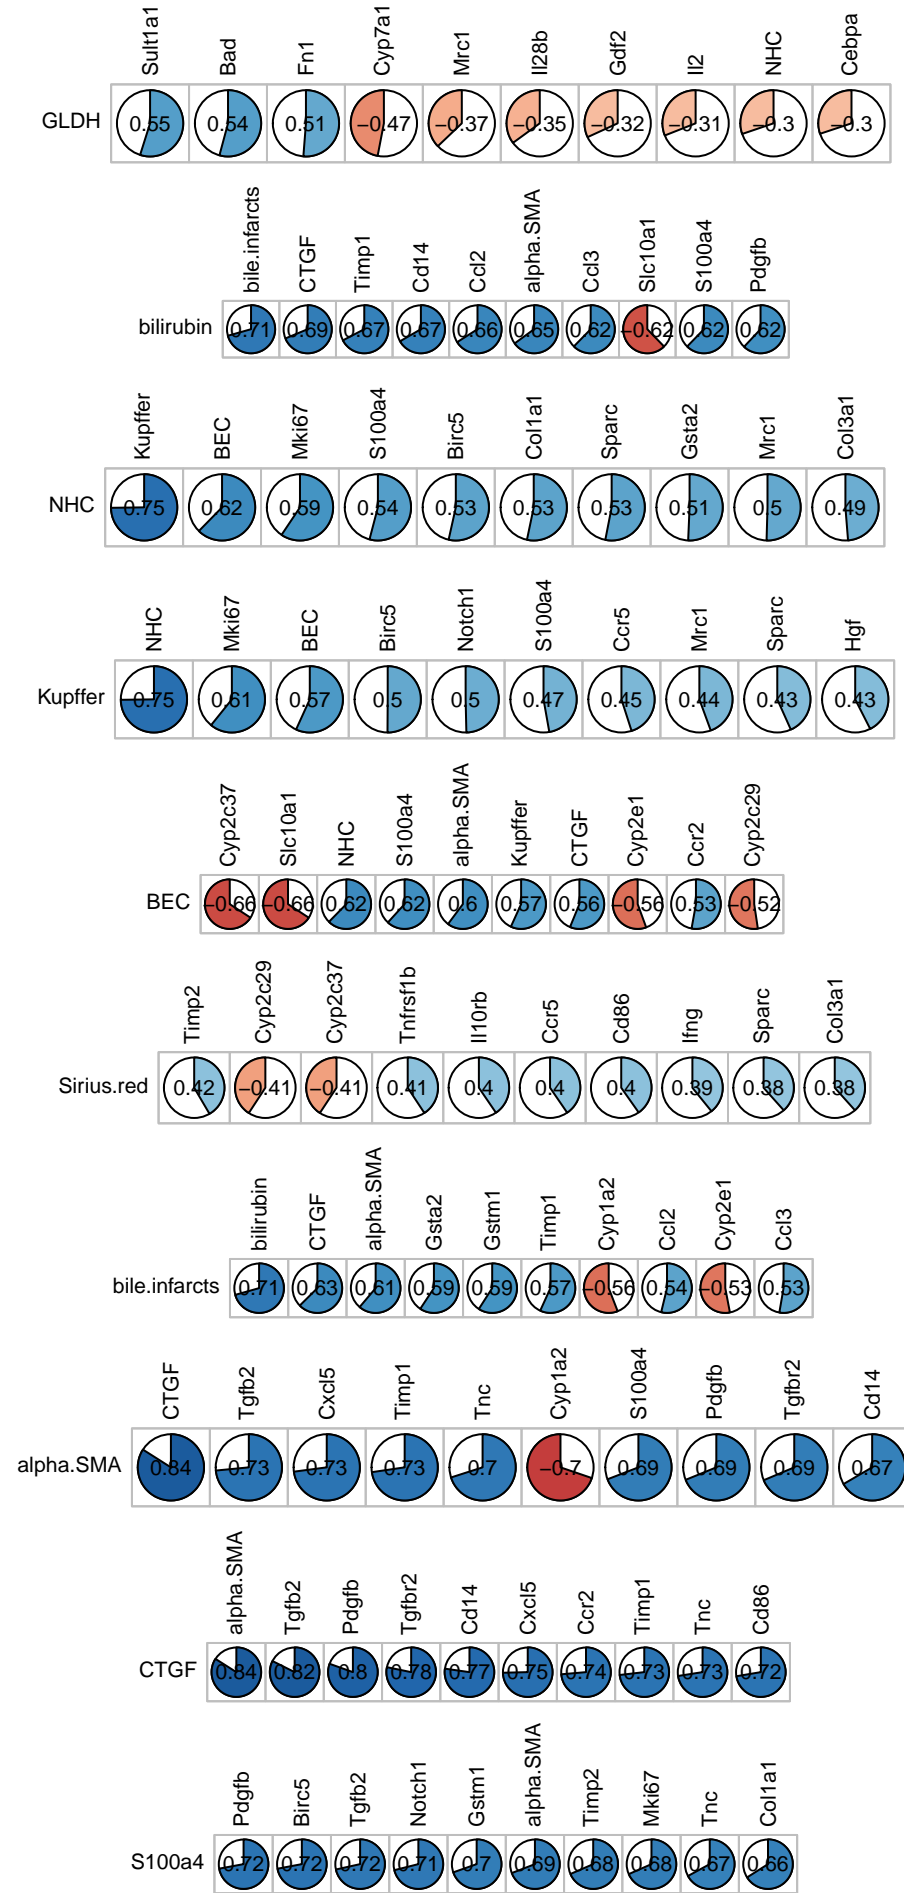 Sult1a1 Bad Fn1 Cyp7a1 Mrc1 Il28b Gdf2 Il2 NHC Cebpa
GLDH 0.55 0.54 0.51 −0.47 −0.37 −0.35 −0.32 −0.31 −0.3 −0.3
bile.infarcts CTGF Timp1 Cd14 Ccl2 alpha.SMA Ccl3 Slc10a1 S100a4 Pdgfb
bilirubin 0.71 0.69 0.67 0.67 0.66 0.65 0.62 −0.62 0.62 0.62
Kupffer BEC Mki67 S100a4 Birc5 Col1a1 Sparc Gsta2 Mrc1 Col3a1
NHC 0.75 0.62 0.59 0.54 0.53 0.53 0.53 0.51 0.5 0.49
NHC Mki67 BEC Birc5 Notch1 S100a4 Ccr5 Mrc1 Sparc Hgf
Kupffer 0.75 0.61 0.57 0.5 0.5 0.47 0.45 0.44 0.43 0.43
Cyp2c37 Slc10a1 NHC S100a4 alpha.SMA Kupffer CTGF Cyp2e1 Ccr2 Cyp2c29
BEC −0.66 −0.66 0.62 0.62 0.6 0.57 0.56 −0.56 0.53 −0.52
Timp2 Cyp2c29 Cyp2c37 Tnfrsf1b Il10rb Ccr5 Cd86 Ifng Sparc Col3a1
Sirius.red 0.42 −0.41 −0.41 0.41 0.4 0.4 0.4 0.39 0.38 0.38
bilirubin CTGF alpha.SMA Gsta2 Gstm1 Timp1 Cyp1a2 Ccl2 Cyp2e1 Ccl3
bile.infarcts 0.71 0.63 0.61 0.59 0.59 0.57 −0.56 0.54 −0.53 0.53
CTGF Tgfb2 Cxcl5 Timp1 Tnc Cyp1a2 S100a4 Pdgfb Tgfbr2 Cd14
alpha.SMA 0.84 0.73 0.73 0.73 0.7 −0.7 0.69 0.69 0.69 0.67
alpha.SMA Tgfb2 Pdgfb Tgfbr2 Cd14 Cxcl5 Ccr2 Timp1 Tnc Cd86
CTGF 0.84 0.82 0.8 0.78 0.77 0.75 0.74 0.73 0.73 0.72
Pdgfb Birc5 Tgfb2 Notch1 Gstm1 alpha.SMA Timp2 Mki67 Tnc Col1a1
S100a4 0.72 0.72 0.72 0.71 0.7 0.69 0.68 0.68 0.67 0.66